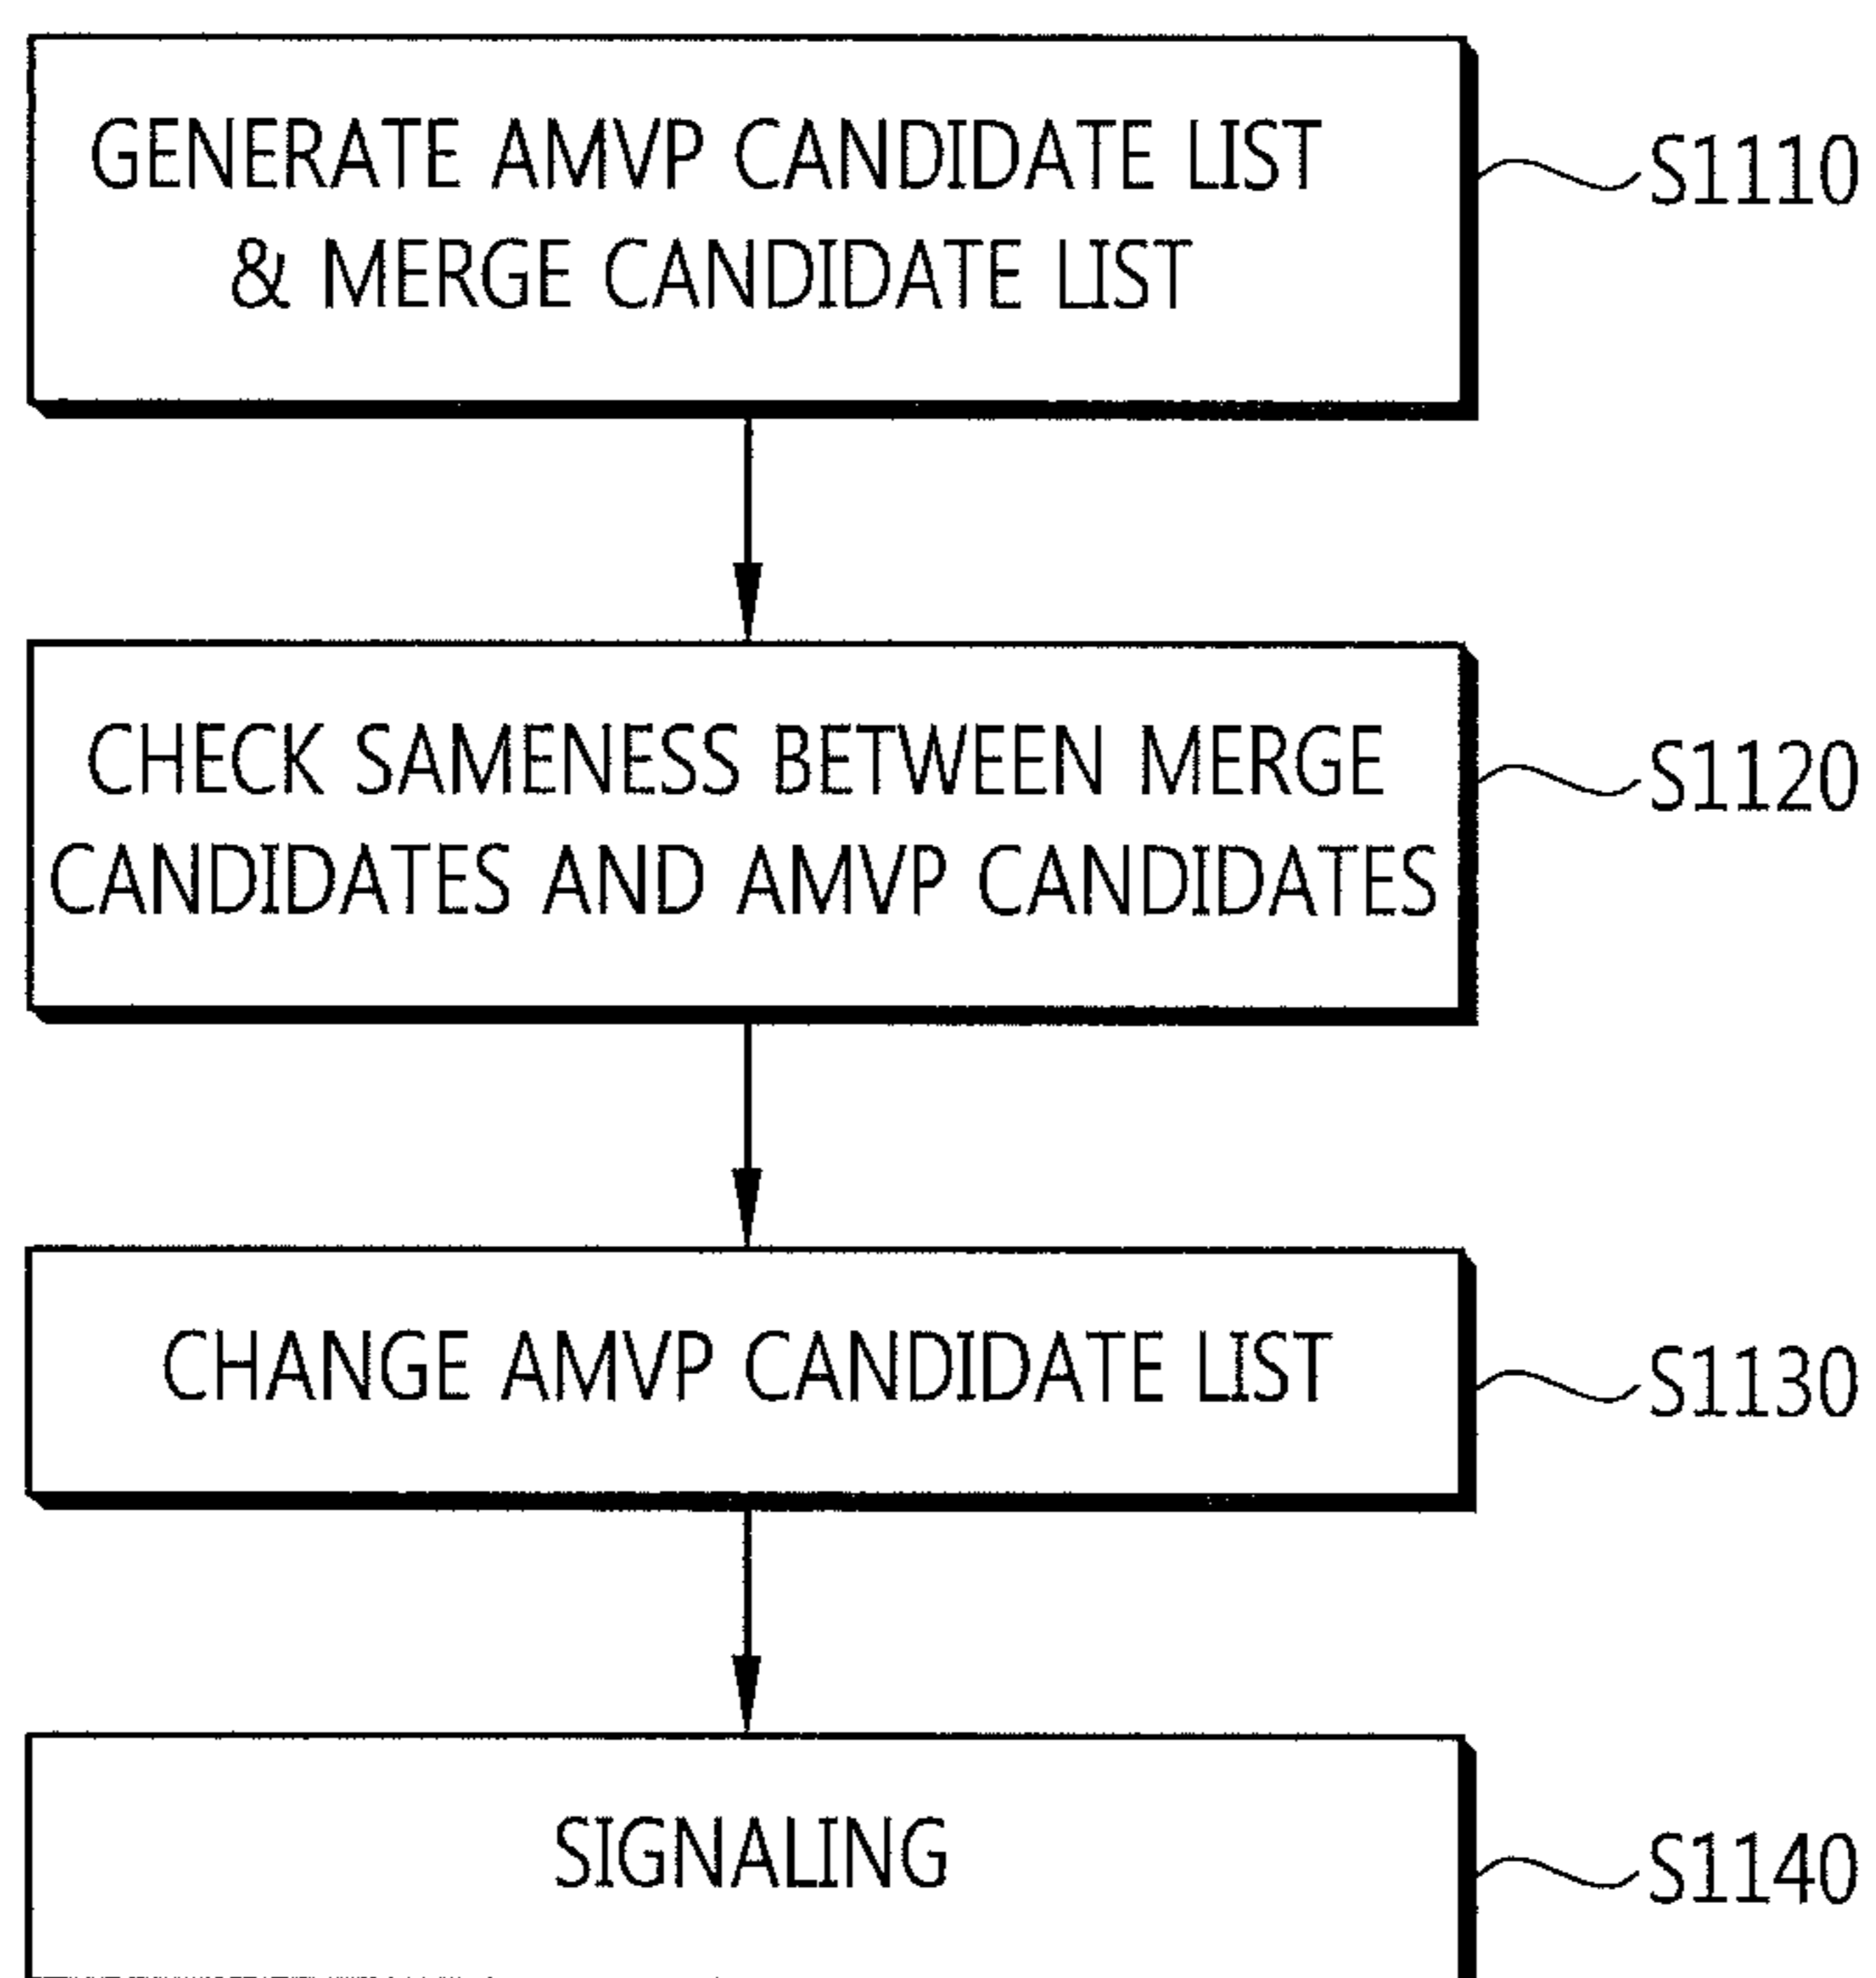 GENERATE AMVP CANDIDATE LIST
& MERGE CANDIDATE LIST
S1110
CHECK SAMENESS BETWEEN MERGE
CANDIDATES AND AMVP CANDIDATES
S1120
CHANGE AMVP CANDIDATE LIST
S1130
SIGNALING
S1140